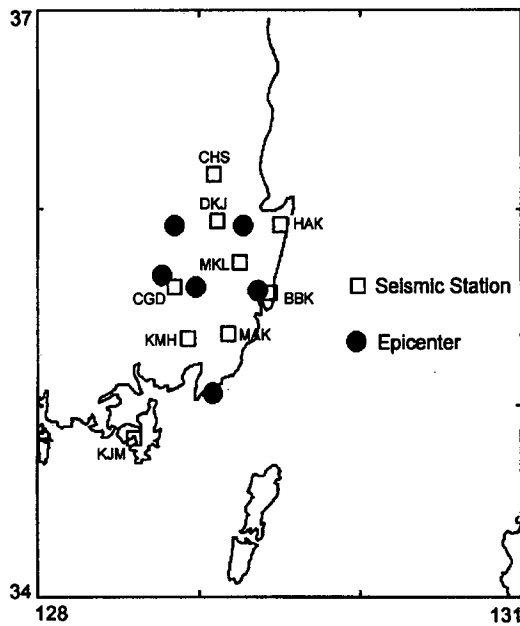 37
CHS
DKJ
HAK
MKL
CGD
BBK
Seismic Station
KMH
MAK
Epicenter
KJM
34
128
131